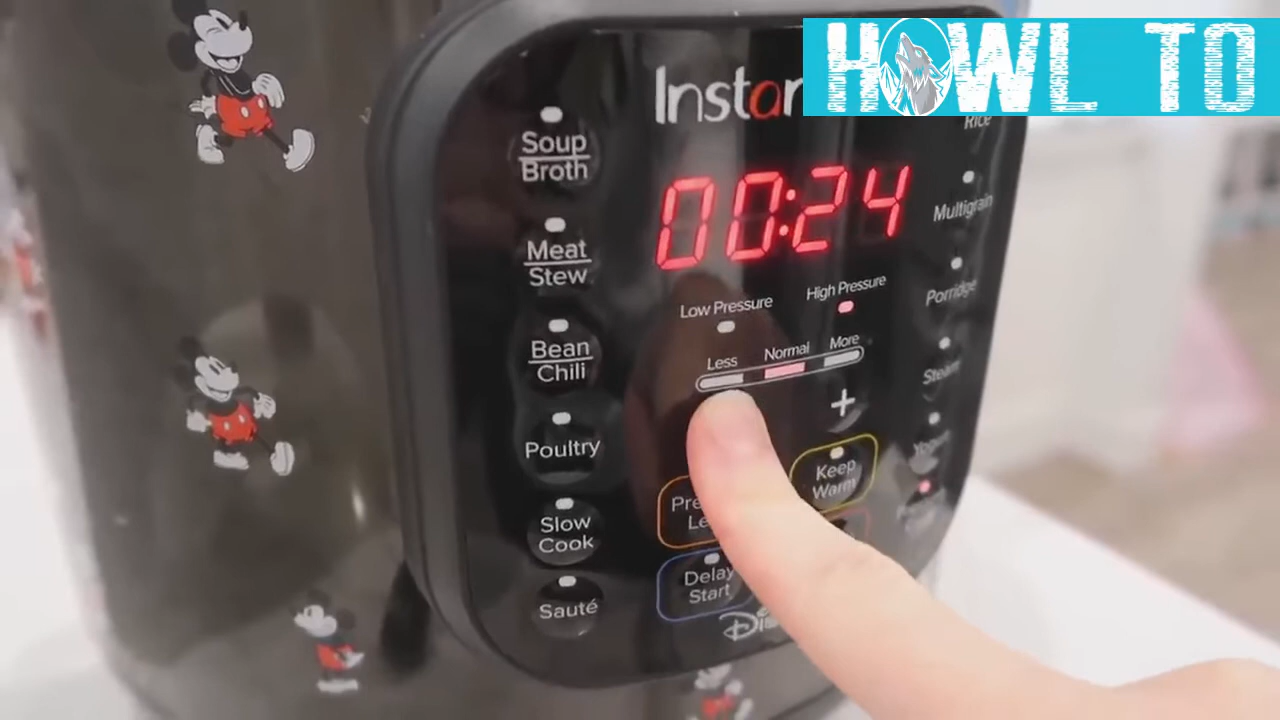 HOWL TO
Instan
Rice
Soup
Broth
00:24
Multigrain
Meat
Stew
Low Pressure
High Pressure
Porridge
Less
Normal
More
Bean
Chili
Steam
+
Poultry
Keep
Warm
Slow
Cook
Delay
Start
Sauté